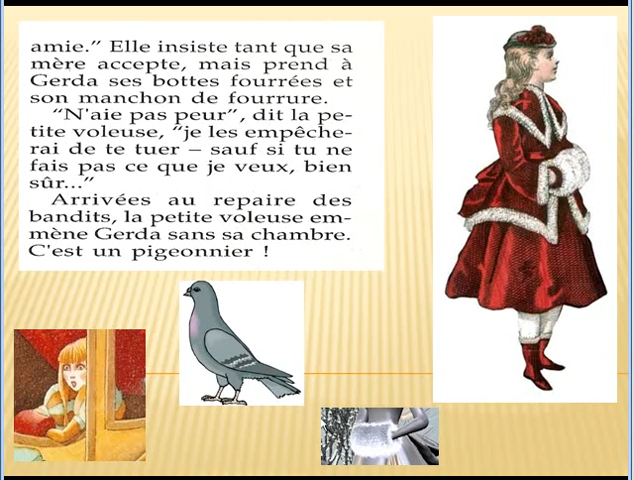 amie.” Elle insiste tant que sa
mère accepte, mais prend à
Gerda ses bottes fourrées et
son manchon de fourrure.
“N'aie pas peur”, dit la pe-
tite voleuse, “je les empêche-
rai de te tuer – sauf si tu ne
fais pas ce que je veux, bien
sûr...”
Arrivées au repaire des
bandits, la petite voleuse em-
mène Gerda sans sa chambre.
C'est un pigeonnier !